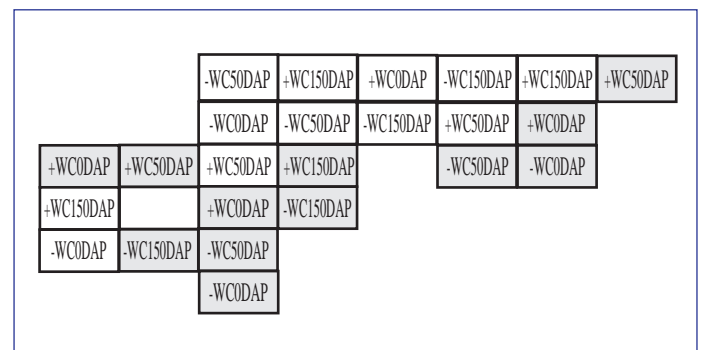 -WC50DAP +WC150DAP +WC0DAP -WC150DAP +WC150DAP +WC50DAP
-WC0DAP -WC50DAP -WC150DAP +WC50DAP +WC0DAP
+WC0DAP +WC50DAP +WC50DAP +WC150DAP -WC50DAP -WC0DAP
+WC150DAP +WC0DAP -WC150DAP
-WC0DAP -WC150DAP -WC50DAP
-WC0DAP